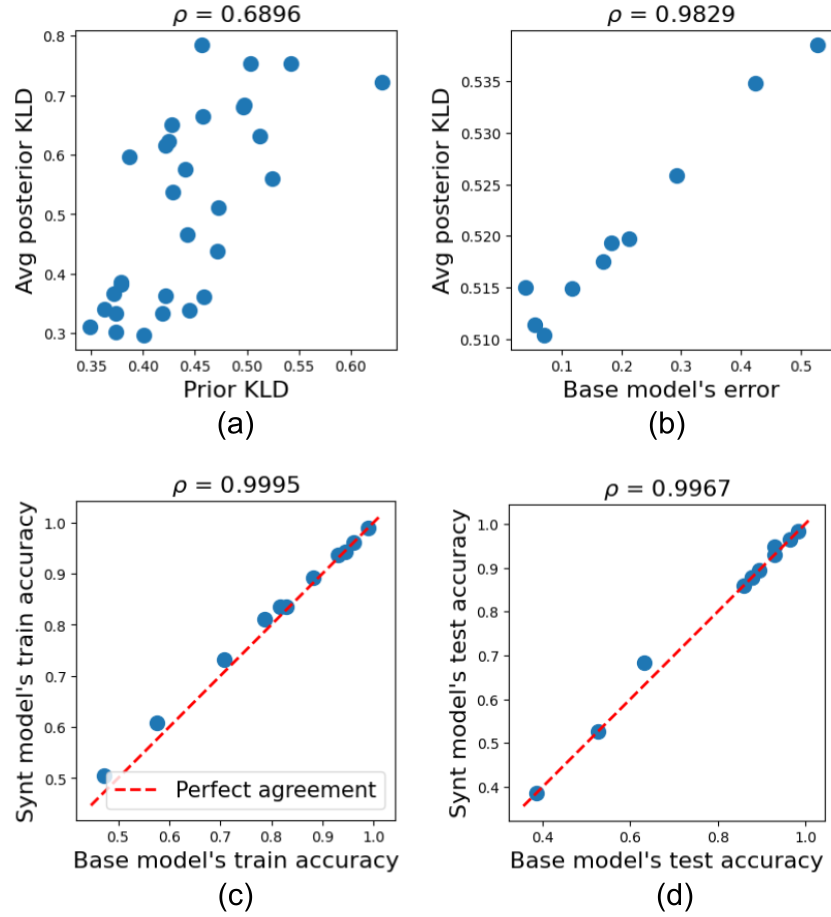 ρ = 0.6896
Avg posterior KLD
0.8
0.7
0.6
0.5
0.4
0.3
0.35 0.40 0.45 0.50 0.55 0.60
Prior KLD
(a)
ρ = 0.9829
Avg posterior KLD
0.535
0.530
0.525
0.520
0.515
0.510
0.1 0.2 0.3 0.4 0.5
Base model's error
(b)
ρ = 0.9995
Synt model's train accuracy
1.0
0.9
0.8
0.7
0.6
0.5
Perfect agreement
0.5 0.6 0.7 0.8 0.9 1.0
Base model's train accuracy
(c)
ρ = 0.9967
Synt model's test accuracy
1.0
0.9
0.8
0.7
0.6
0.5
0.4
0.4 0.6 0.8 1.0
Base model's test accuracy
(d)